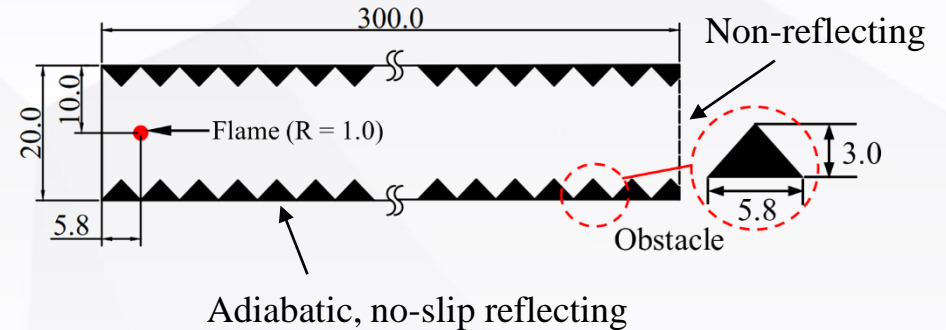 300.0
Non-reflecting
20.0
10.0
Flame (R = 1.0)
3.0
5.8
5.8
Obstacle
Adiabatic, no-slip reflecting